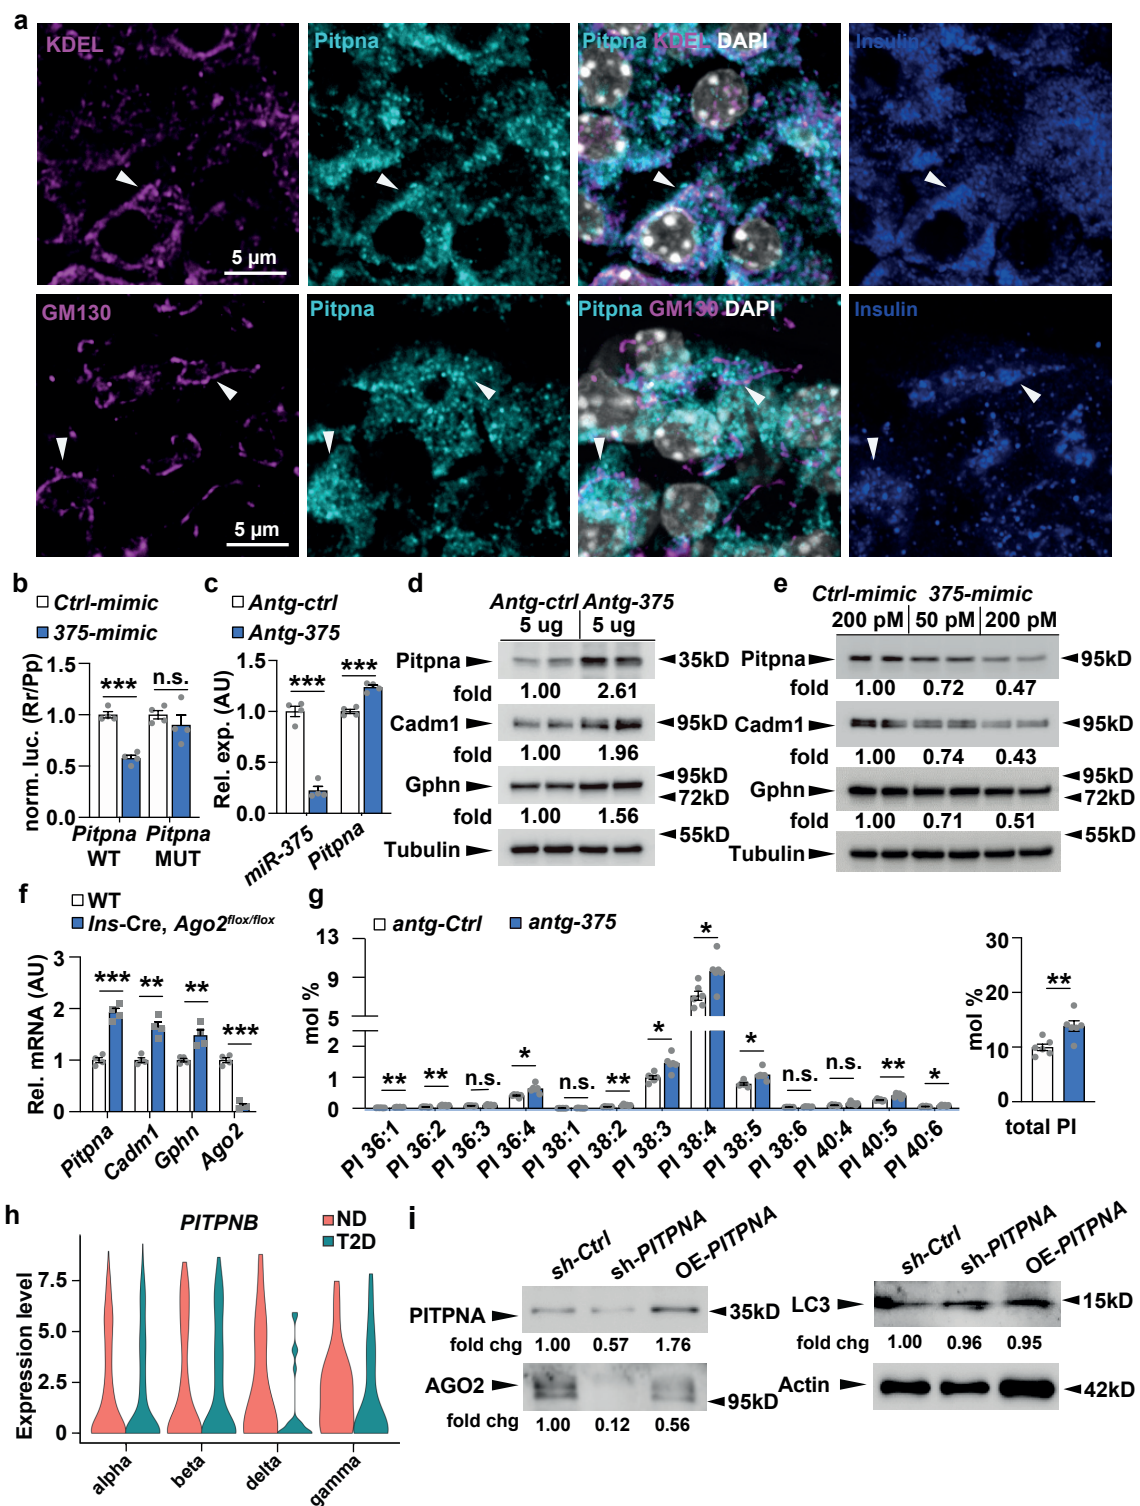 a
KDEL
Pitpna
Pitpna KDEL DAPI
Insulin
5 µm
GM130
Pitpna
Pitpna GM130 DAPI
Insulin
5 µm
b
Ctrl-mimic
375-mimic
norm. luc. (Rr/Pp)
1.5
1.0
0.5
0.0
***
n.s.
Pitpna WT
Pitpna MUT
c
Antg-ctrl
Antg-375
Rel. exp. (AU)
1.5
1.0
0.5
0.0
***
***
miR-375
Pitpna
d
Antg-ctrl Antg-375
5 ug 5 ug
Pitpna 35kD
fold 1.00 2.61
Cadm1 95kD
fold 1.00 1.96
Gphn 95kD
72kD
fold 1.00 1.56
55kD
Tubulin
e
Ctrl-mimic 375-mimic
200 pM 50 pM 200 pM
Pitpna 95kD
fold 1.00 0.72 0.47
Cadm1 95kD
fold 1.00 0.74 0.43
Gphn 95kD
72kD
fold 1.00 0.71 0.51
55kD
Tubulin
f
WT
Ins-Cre, Ago2flox/flox
Rel. mRNA (AU)
3
2
1
0
***
**
**
***
Pitpna
Cadm1
Gphn
Ago2
g
antg-Ctrl
antg-375
mol %
13
9
5
2
1
0
**
**
n.s.
*
n.s.
**
*
*
*
n.s.
n.s.
**
*
PI 36:1
PI 36:2
PI 36:3
PI 36:4
PI 38:1
PI 38:2
PI 38:3
PI 38:4
PI 38:5
PI 38:6
PI 40:4
PI 40:5
PI 40:6
mol %
30
20
10
0
**
total PI
h
PITPNB
ND
T2D
Expression level
7.5
5.0
2.5
0
alpha
beta
delta
gamma
i
sh-Ctrl
sh-PITPNA
OE-PITPNA
PITPNA 35kD
fold chg 1.00 0.57 1.76
AGO2
95kD
fold chg 1.00 0.12 0.56
sh-Ctrl
sh-PITPNA
OE-PITPNA
LC3 15kD
fold chg 1.00 0.96 0.95
Actin 42kD